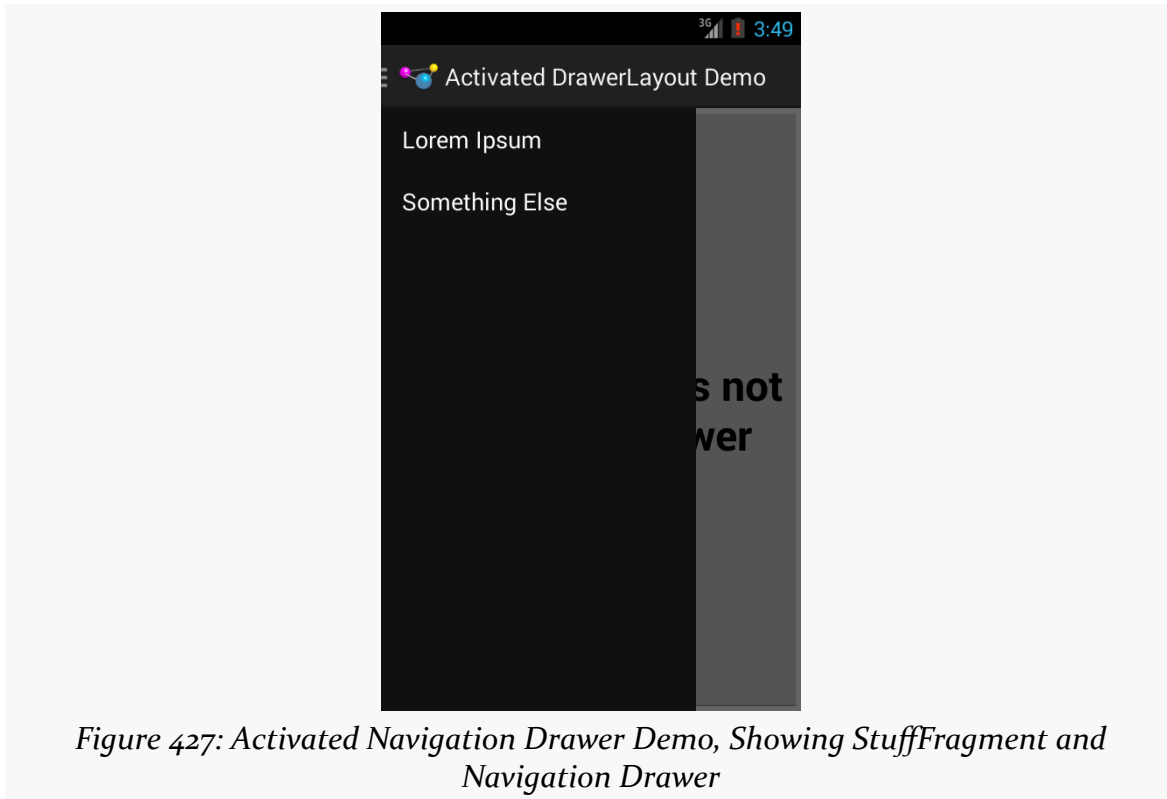 3G 3:49
Activated DrawerLayout Demo
Lorem Ipsum
Something Else
s not
wer
Figure 427: Activated Navigation Drawer Demo, Showing StuffFragment and
Navigation Drawer